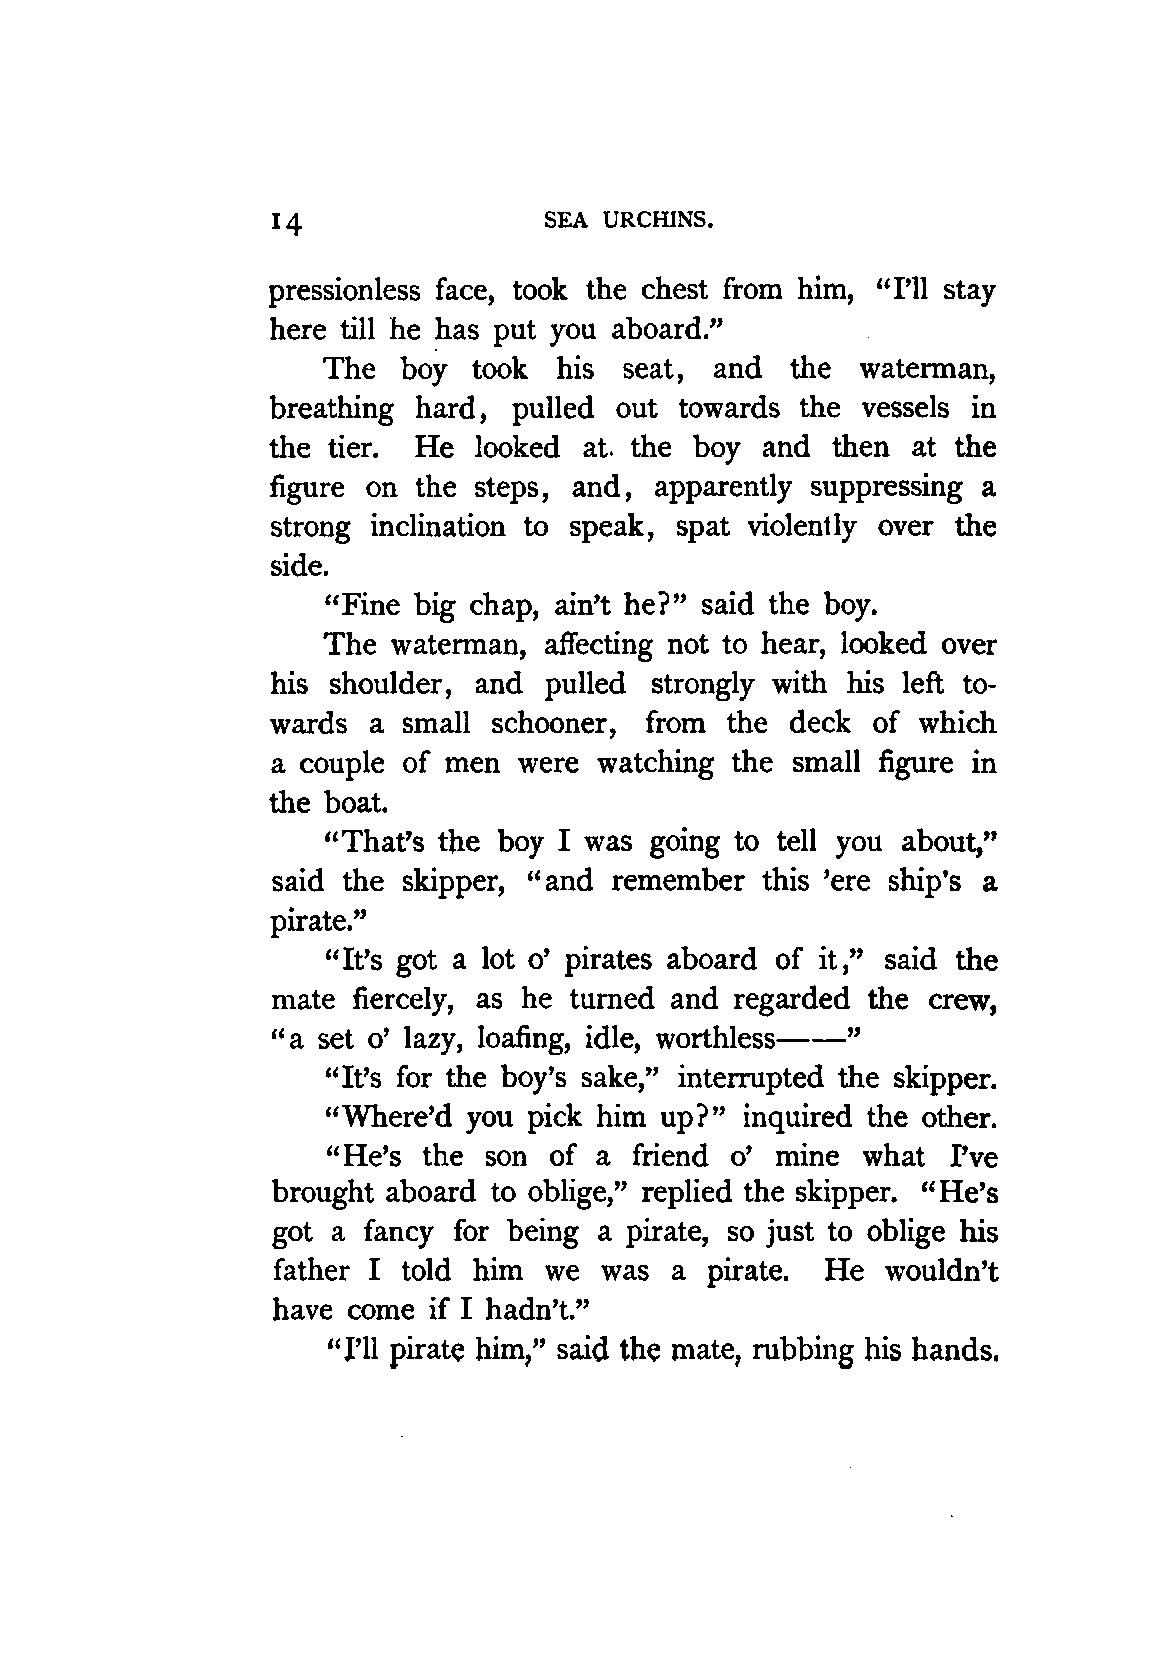 14 SEA URCHINS.
pressionless face, took the chest from him, “I’ll stay
here till he has put you aboard.”
The boy took his seat, and the waterman,
breathing hard, pulled out towards the vessels in
the tier. He looked at. the boy and then at the
figure on the steps, and, apparently suppressing a
strong inclination to speak, spat violently over the
side.
“Fine big chap, ain’t he?” said the boy.
The waterman, affecting not to hear, looked over
his shoulder, and pulled strongly with his left to-
wards a small schooner, from the deck of which
a couple of men were watching the small figure in
the boat.
“That’s the boy I was going to tell you about,”
said the skipper, “and remember this ’ere ship’s a
pirate.”
“It’s got a lot o’ pirates aboard of it,” said the
mate fiercely, as he turned and regarded the crew,
“a set o’ lazy, loafing, idle, worthless——”
“It’s for the boy’s sake,” interrupted the skipper.
“Where’d you pick him up?” inquired the other.
“He’s the son of a friend o’ mine what I’ve
brought aboard to oblige,” replied the skipper. “He’s
got a fancy for being a pirate, so just to oblige his
father I told him we was a pirate. He wouldn’t
have come if I hadn’t.”
“I’ll pirate him,” said the mate, rubbing his hands.